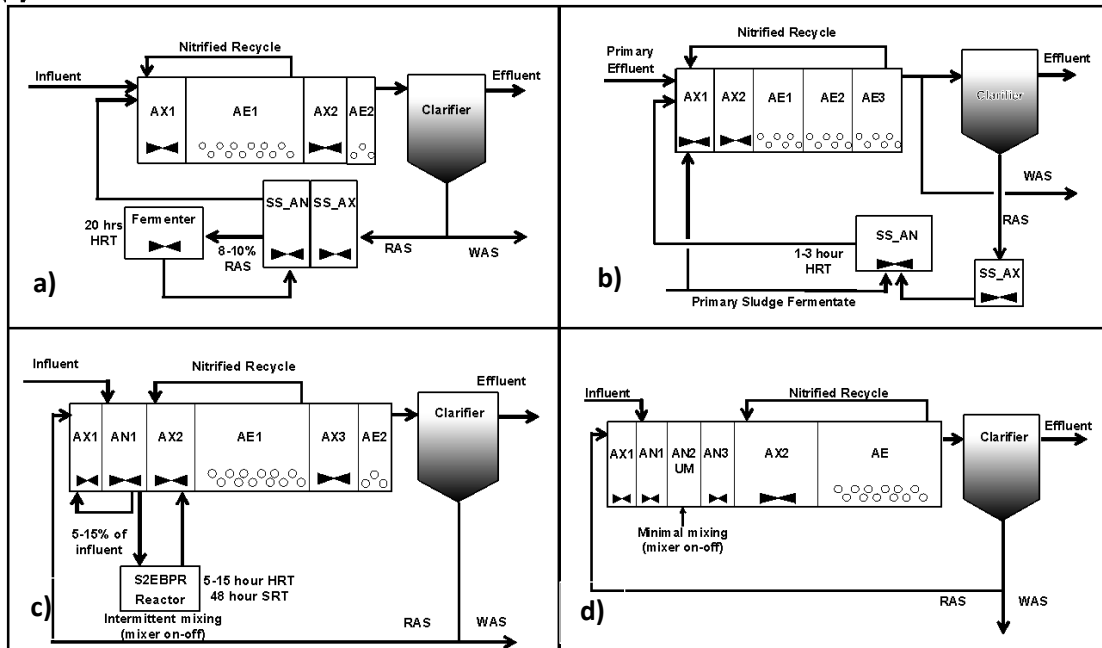 Nitrified Recycle
Influent
Effluent
AX1
AE1
AX2
AE2
Clarifier
SS_AN
SS_AX
Fermenter
20 hrs
HRT
8-10%
RAS
RAS
WAS
a)
Nitrified Recycle
Primary
Effluent
Effluent
AX1
AX2
AE1
AE2
AE3
Clarifier
WAS
RAS
SS_AN
1-3 hour
HRT
SS_AX
Primary Sludge Fermentate
b)
Influent
Nitrified Recycle
Effluent
AX1
AN1
AX2
AE1
AX3
AE2
Clarifier
5-15% of
influent
S2EBPR
Reactor
5-15 hour HRT
48 hour SRT
Intermittent mixing
(mixer on-off)
RAS
WAS
c)
Influent
Nitrified Recycle
Effluent
AX1
AN1
AN2
UM
AN3
AX2
AE
Clarifier
Minimal mixing
(mixer on-off)
RAS
WAS
d)